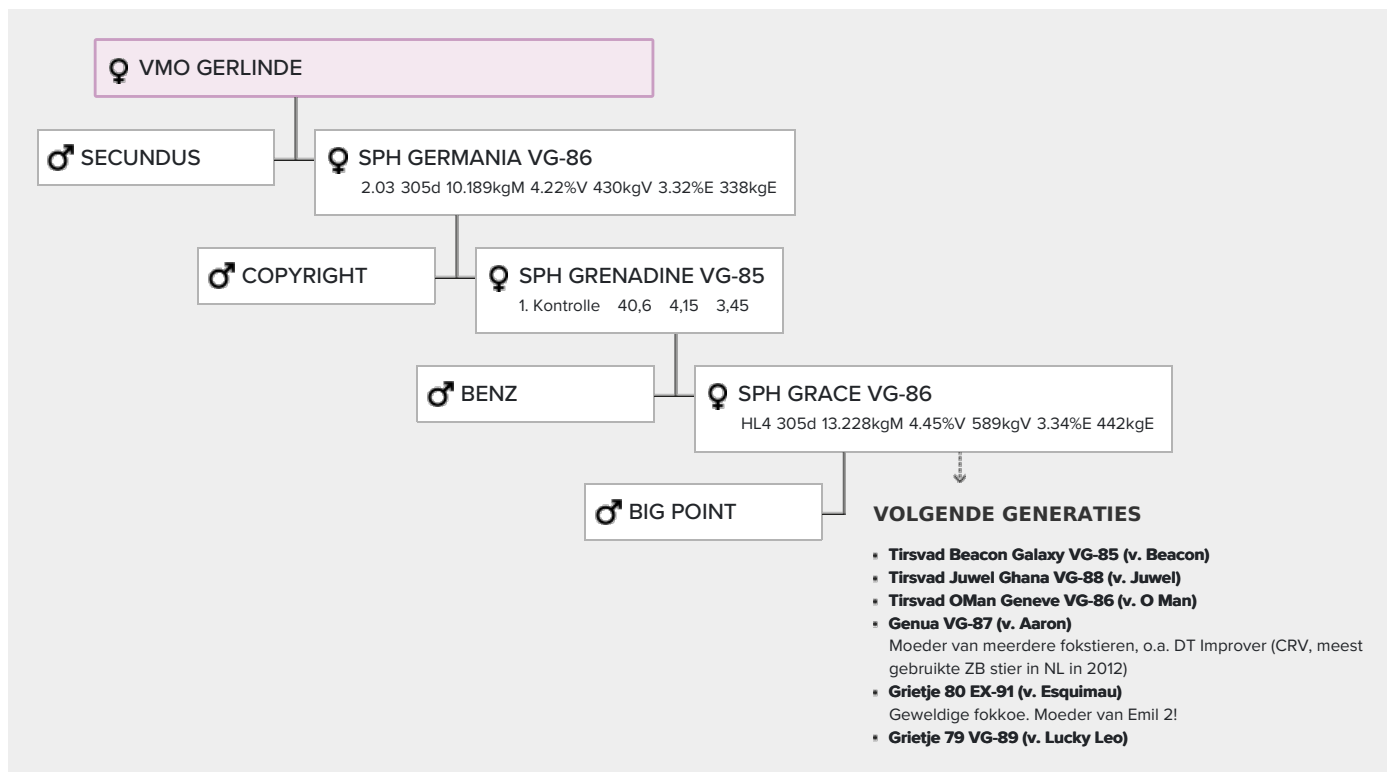 VMO GERLINDE
SECUNDUS
SPH GERMANIA VG-86
2.03 305d 10.189kgM 4.22%V 430kgV 3.32%E 338kgE
COPYRIGHT
SPH GRENADINE VG-85
1. Kontrolle 40,6 4,15 3,45
BENZ
SPH GRACE VG-86
HL4 305d 13.228kgM 4.45%V 589kgV 3.34%E 442kgE
BIG POINT
VOLGENDE GENERATIES
Tirsvad Beacon Galaxy VG-85 (v. Beacon)
Tirsvad Juwel Ghana VG-88 (v. Juwel)
Tirsvad OMan Geneve VG-86 (v. O Man)
Genua VG-87 (v. Aaron)
Moeder van meerdere fokstieren, o.a. DT Improver (CRV, meest
gebruikte ZB stier in NL in 2012)
Grietje 80 EX-91 (v. Esquimau)
Geweldige fokkoe. Moeder van Emil 2!
Grietje 79 VG-89 (v. Lucky Leo)